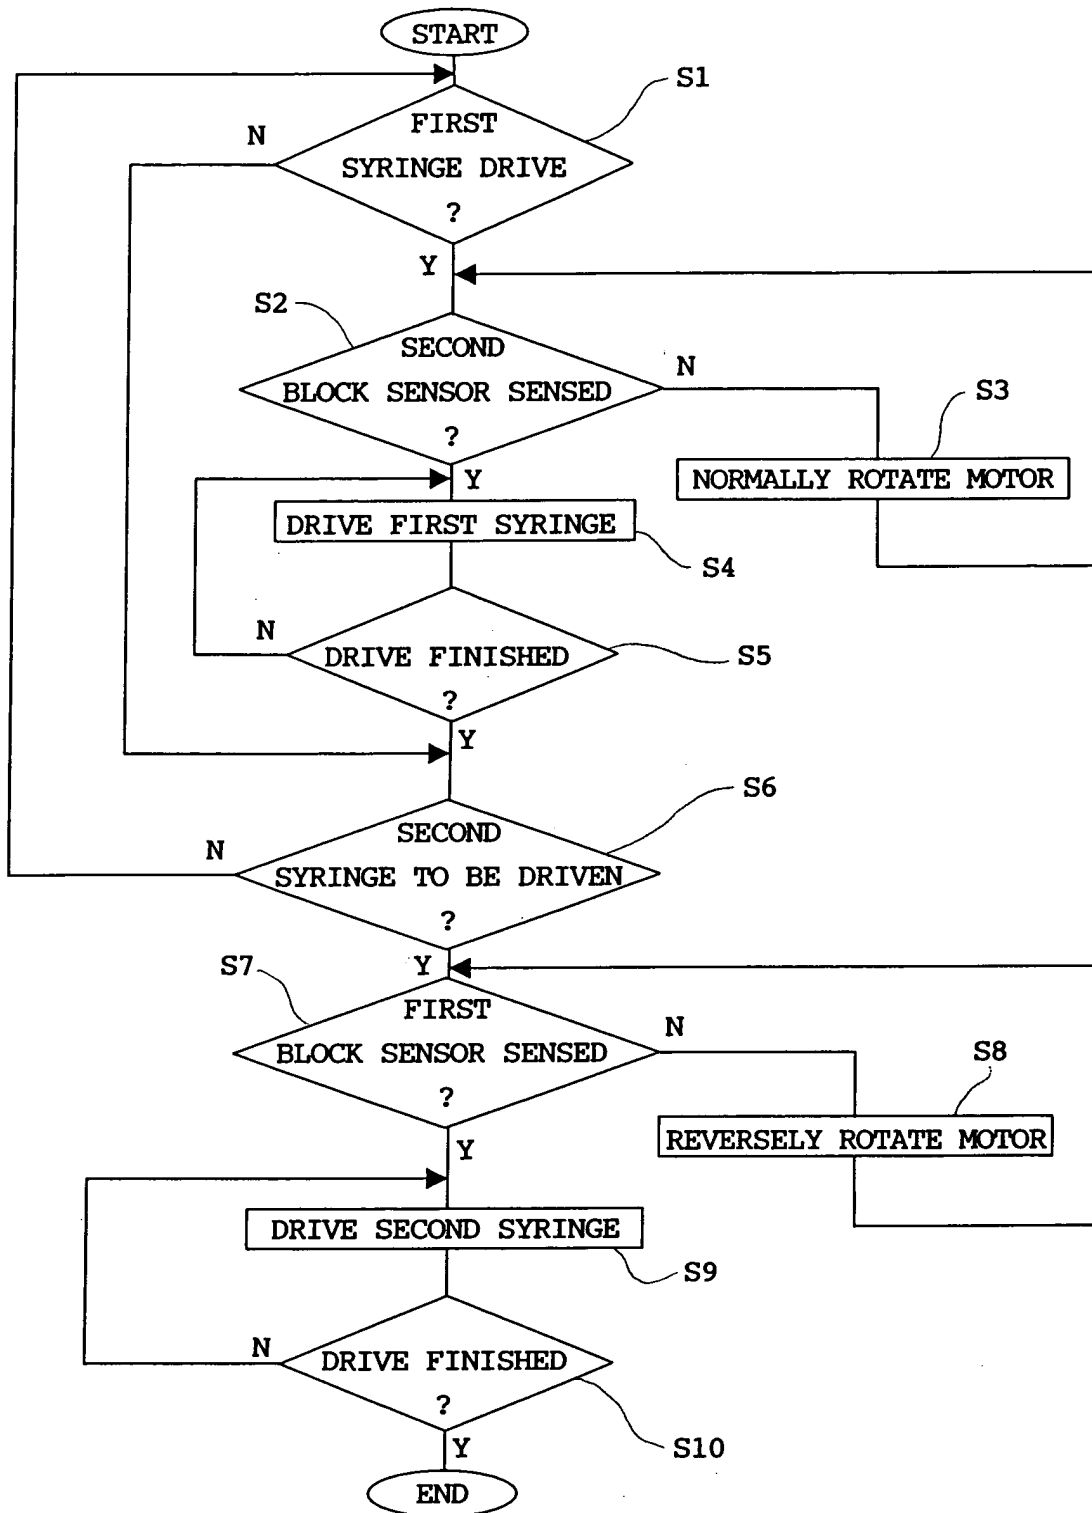 START
S1
N
FIRST
SYRINGE DRIVE
?
Y
S2
SECOND
BLOCK SENSOR SENSED
?
N
S3
NORMALLY ROTATE MOTOR
Y
DRIVE FIRST SYRINGE
S4
N
DRIVE FINISHED
?
S5
Y
S6
N
SECOND
SYRINGE TO BE DRIVEN
?
Y
S7
FIRST
BLOCK SENSOR SENSED
?
N
S8
REVERSELY ROTATE MOTOR
Y
DRIVE SECOND SYRINGE
S9
N
DRIVE FINISHED
?
S10
Y
END